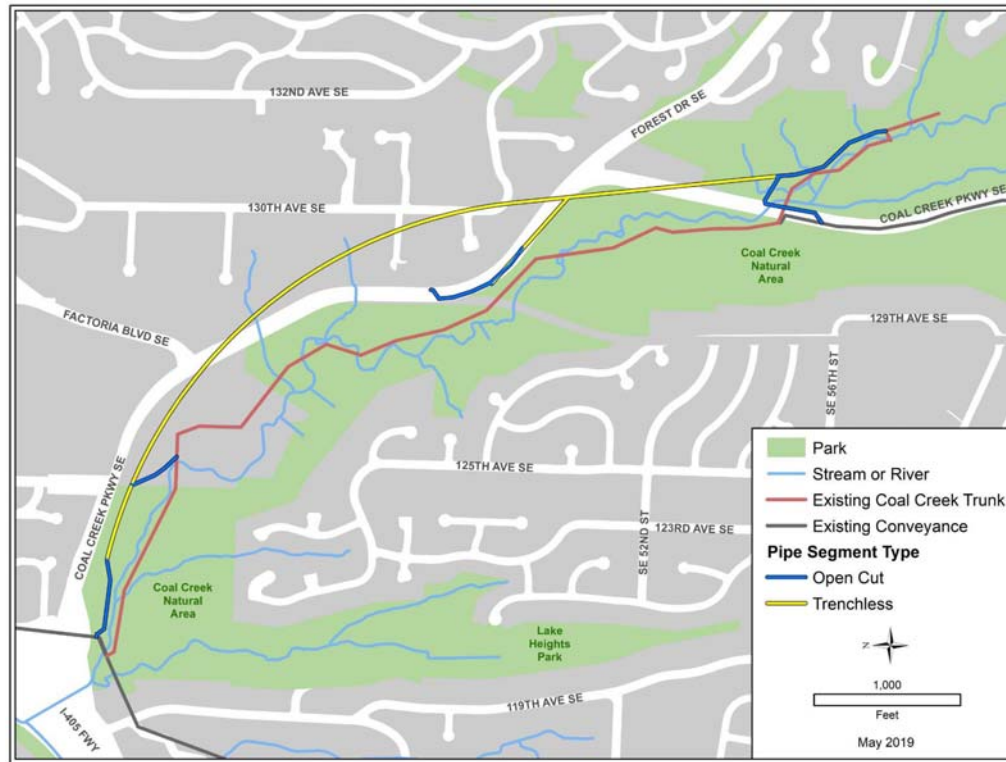 132ND AVE SE
FOREST DR SE
130TH AVE SE
COAL CREEK PKWY SE
Coal Creek
Natural
Area
FACTORIA BLVD SE
129TH AVE SE
SE 56TH ST
125TH AVE SE
COAL CREEK PKWY SE
SE 52ND ST
123RD AVE SE
Coal Creek
Natural
Area
Lake
Heights
Park
119TH AVE SE
I-405 FWY
Park
Stream or River
Existing Coal Creek Trunk
Existing Conveyance
Pipe Segment Type
Open Cut
Trenchless
N
1,000
Feet
May 2019